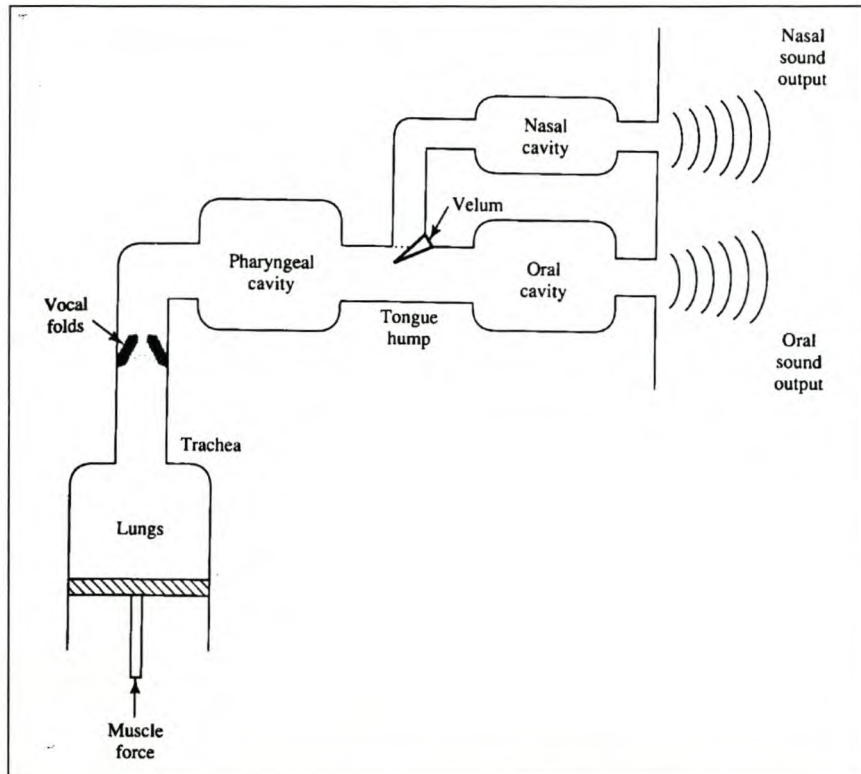 Nasal
sound
output
Nasal
cavity
Velum
Pharyngeal
cavity
Oral
cavity
Vocal
folds
Tongue
hump
Oral
sound
output
Trachea
Lungs
Muscle
force